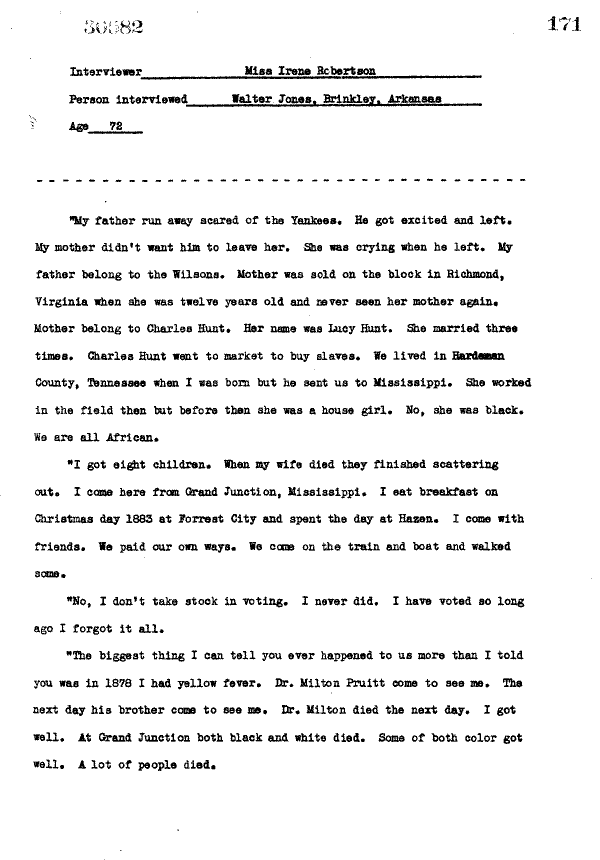 30682
171
Interviewer Miss Irene Robertson
Person interviewed Walter Jones, Brinkley, Arkansas
Age 72
"My father run away scared of the Yankees. He got excited and left.
My mother didn't want him to leave her. She was crying when he left. My
father belong to the Wilsons. Mother was sold on the block in Richmond,
Virginia when she was twelve years old and never seen her mother again.
Mother belong to Charles Hunt. Her name was Lucy Hunt. She married three
times. Charles Hunt went to market to buy slaves. We lived in Hardeman
County, Tennessee when I was born but he sent us to Mississippi. She worked
in the field then but before then she was a house girl. No, she was black.
We are all African.
"I got eight children. When my wife died they finished scattering
out. I come here from Grand Junction, Mississippi. I eat breakfast on
Christmas day 1883 at Forrest City and spent the day at Hazen. I come with
friends. We paid our own ways. We come on the train and boat and walked
some.
"No, I don't take stock in voting. I never did. I have voted so long
ago I forgot it all.
"The biggest thing I can tell you ever happened to us more than I told
you was in 1878 I had yellow fever. Dr. Milton Pruitt come to see me. The
next day his brother come to see me. Dr. Milton died the next day. I got
well. At Grand Junction both black and white died. Some of both color got
well. A lot of people died.